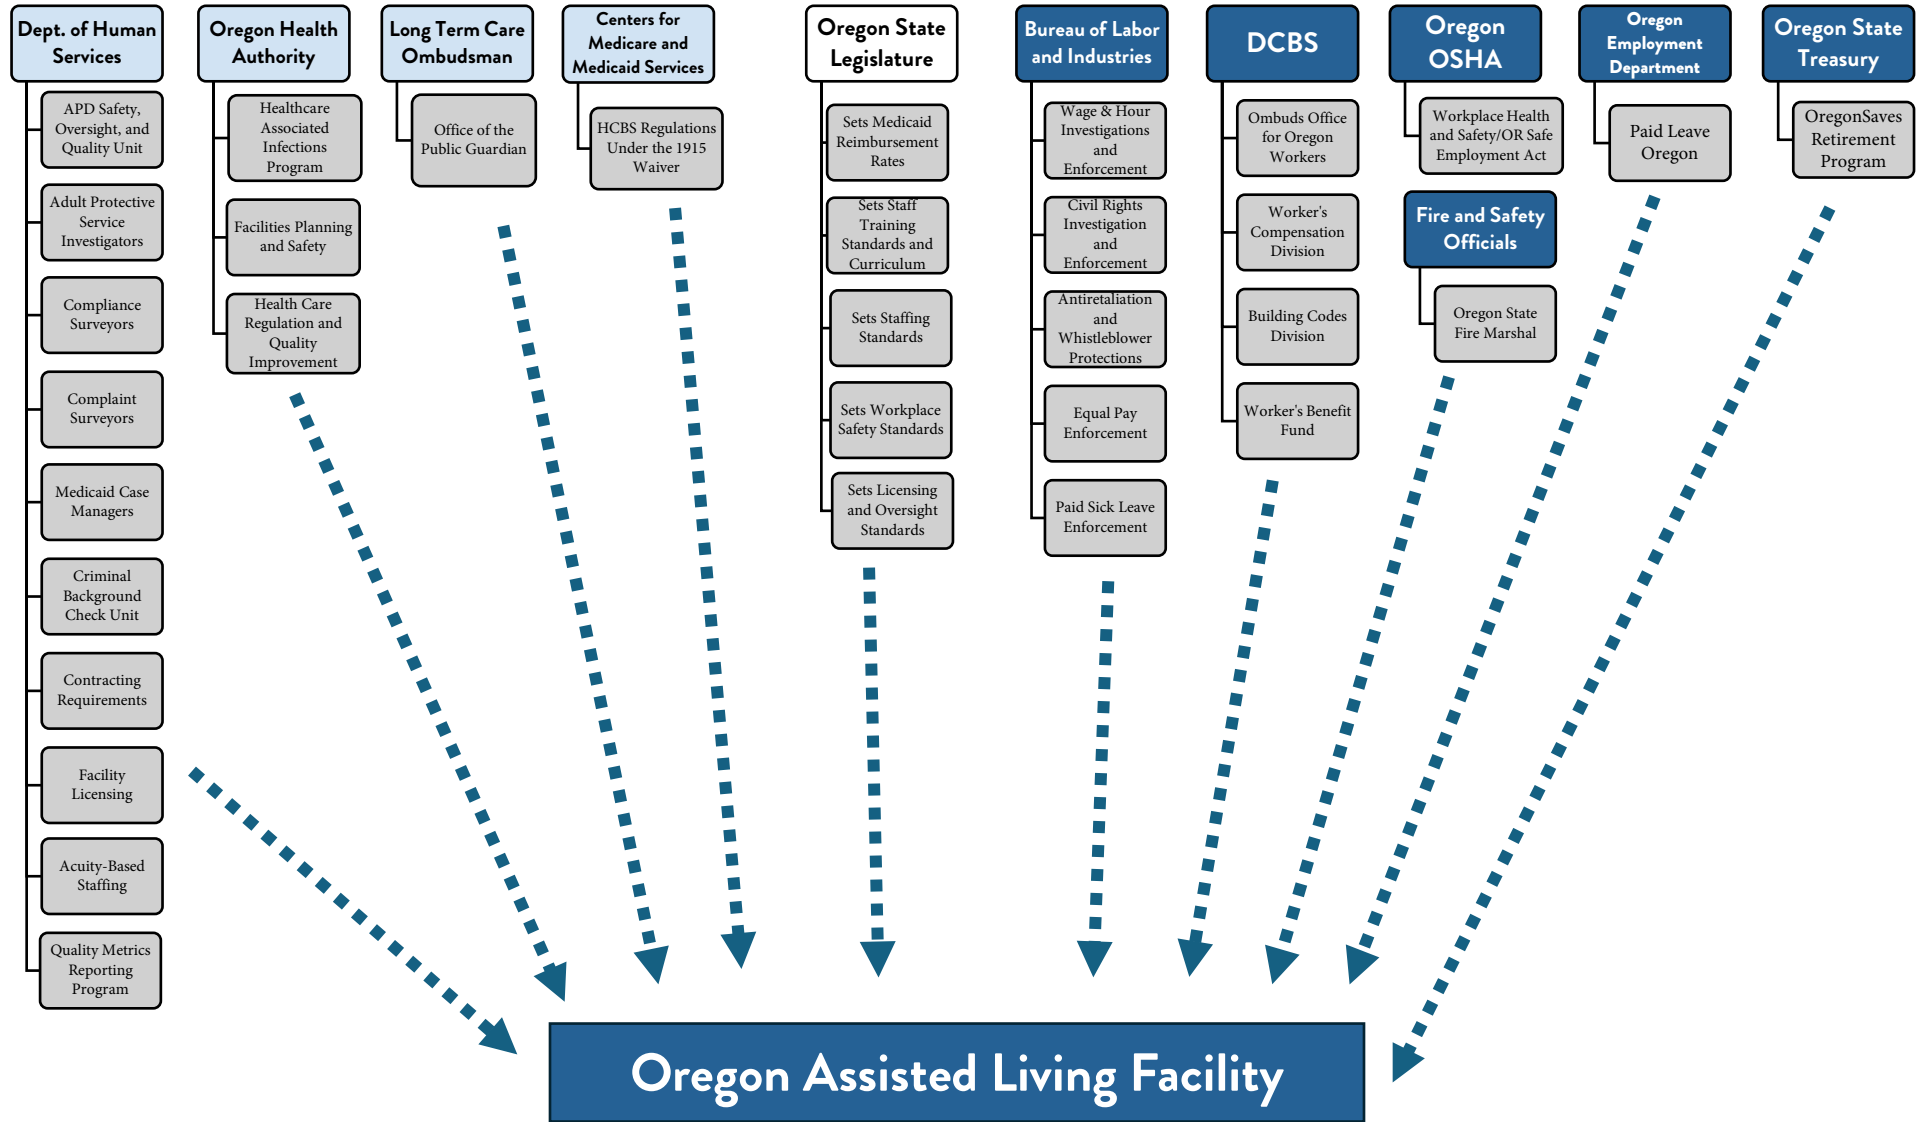 Dept. of Human
Services
APD Safety,
Oversight, and
Quality Unit
Adult Protective
Service
Investigators
Compliance
Surveyors
Complaint
Surveyors
Medicaid Case
Managers
Criminal
Background
Check Unit
Contracting
Requirements
Facility
Licensing
Acuity-Based
Staffing
Quality Metrics
Reporting
Program
Oregon Health
Authority
Healthcare
Associated
Infections
Program
Facilities Planning
and Safety
Health Care
Regulation and
Quality
Improvement
Long Term Care
Ombudsman
Office of the
Public Guardian
Centers for
Medicare and
Medicaid Services
HCBS Regulations
Under the 1915
Waiver
Oregon State
Legislature
Sets Medicaid
Reimbursement
Rates
Sets Staff
Training
Standards and
Curriculum
Sets Staffing
Standards
Sets Workplace
Safety Standards
Sets Licensing
and Oversight
Standards
Bureau of Labor
and Industries
Wage & Hour
Investigations
and
Enforcement
Civil Rights
Investigation
and
Enforcement
Antiretaliation
and
Whistleblower
Protections
Equal Pay
Enforcement
Paid Sick Leave
Enforcement
DCBS
Ombuds Office
for Oregon
Workers
Worker's
Compensation
Division
Building Codes
Division
Worker's Benefit
Fund
Oregon
OSHA
Workplace Health
and Safety/OR Safe
Employment Act
Fire and Safety
Officials
Oregon State
Fire Marshal
Oregon
Employment
Department
Paid Leave
Oregon
Oregon State
Treasury
OregonSaves
Retirement
Program
Oregon Assisted Living Facility